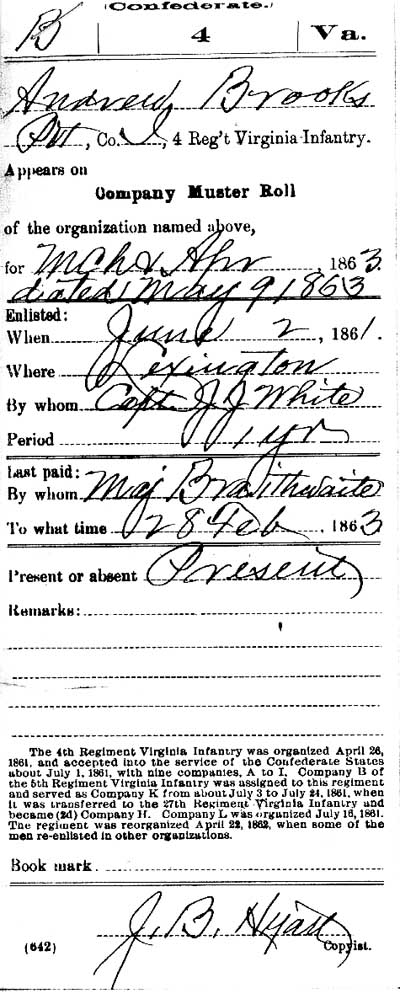 (Confederate.)
B | 4 | Va.
Andrew Brooks
Pvt, Co. I, 4 Reg't Virginia Infantry.
Appears on
Company Muster Roll
of the organization named above,
for Mch & Apr, 1863.
dated May 9, 1863
Enlisted:
When June 2, 1861.
Where Lexington
By whom Capt J J White
Period 1 yr
Last paid:
By whom Maj Braithwaite
To what time 28 Feb, 1863
Present or absent Present
Remarks:
The 4th Regiment Virginia Infantry was organized April 26,
1861, and accepted into the service of the Confederate States
about July 1, 1861, with nine companies, A to I. Company B of
the 5th Regiment Virginia Infantry was assigned to this regiment
and served as Company K from about July 3 to July 24, 1861, when
it was transferred to the 27th Regiment Virginia Infantry and
became (2d) Company H. Company L was organized July 16, 1861.
The regiment was reorganized April 22, 1862, when some of the
men re-enlisted in other organizations.
Book mark.
J. B. Hyatt
(642) Copyist.